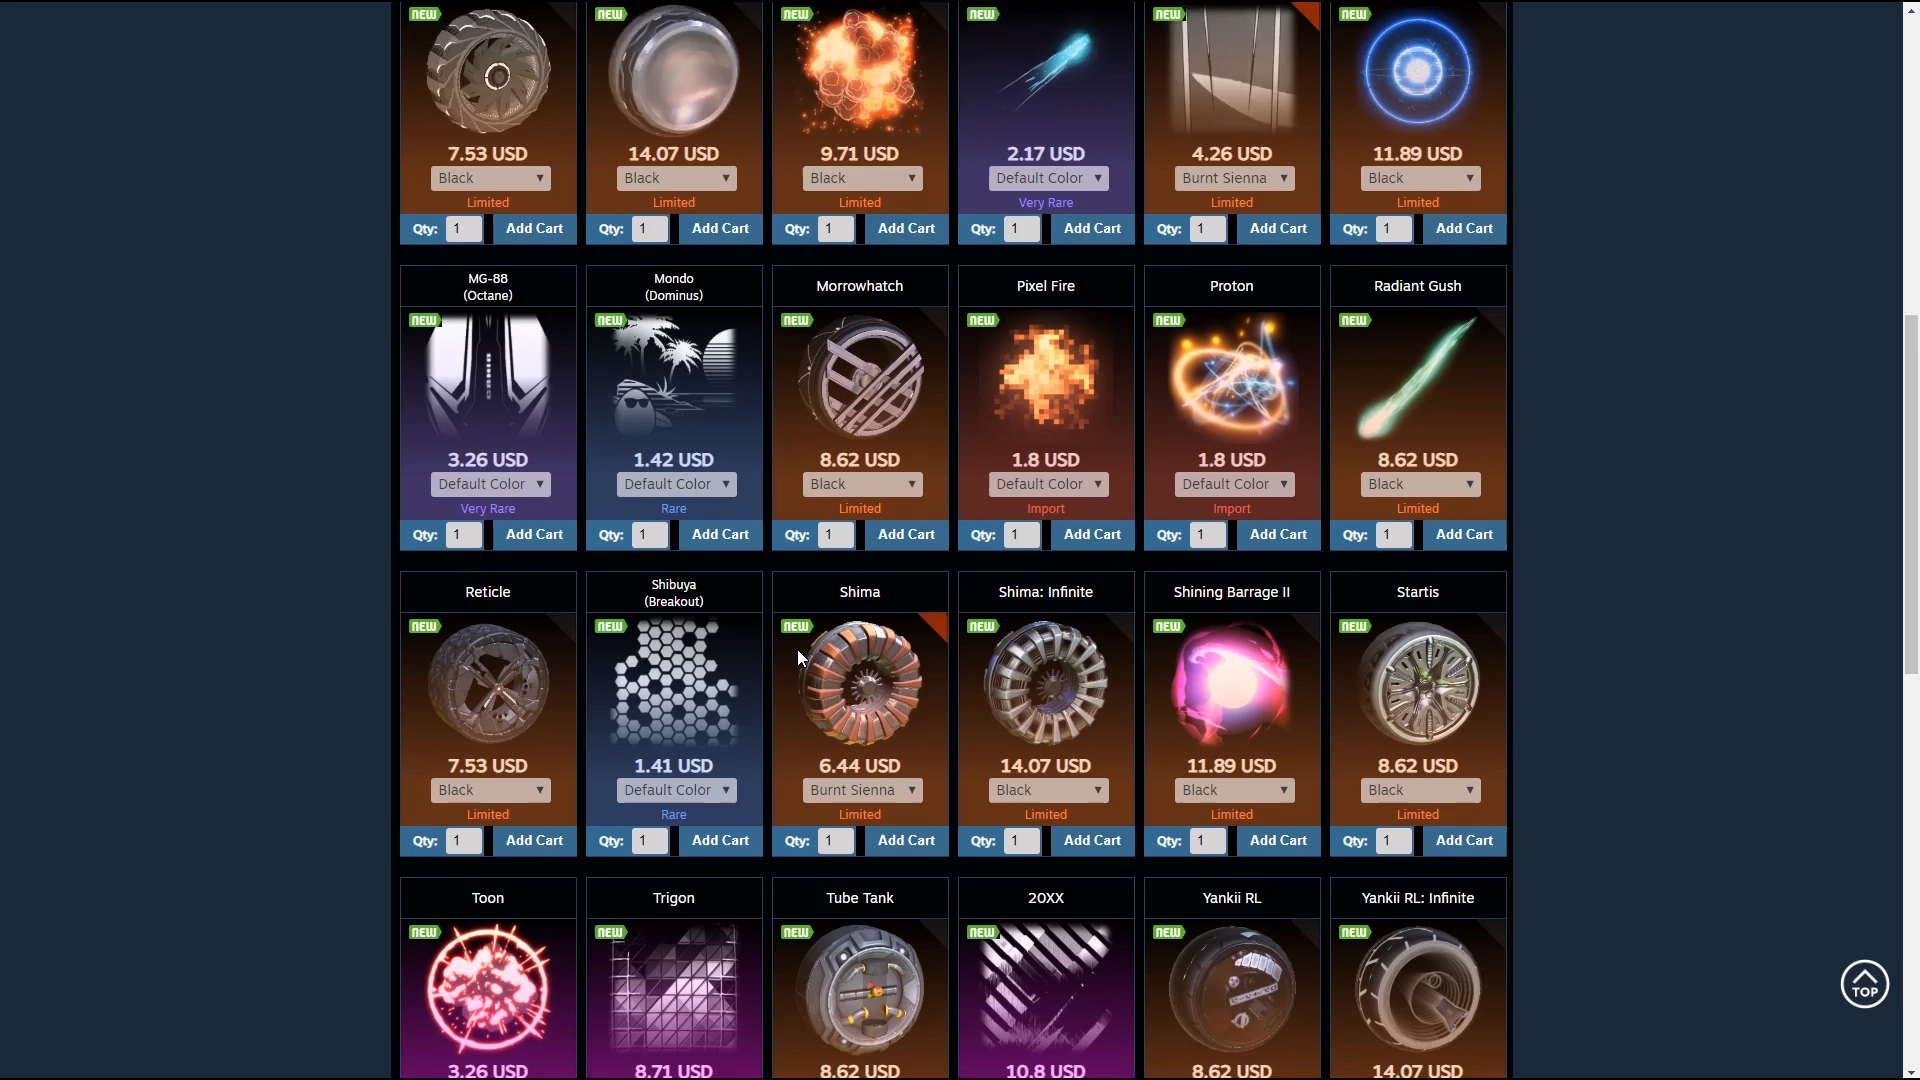 NEW NEW NEW NEW NEW NEW
7.53 USD 14.07 USD 9.71 USD 2.17 USD 4.26 USD 11.89 USD
Black Black Black Default Color Burnt Sienna Black
Limited Limited Limited Very Rare Limited Limited
Qty: 1 Add Cart Qty: 1 Add Cart Qty: 1 Add Cart Qty: 1 Add Cart Qty: 1 Add Cart Qty: 1 Add Cart
MG-88
(Octane)
Mondo
(Dominus)
Morrowhatch Pixel Fire Proton Radiant Gush
NEW NEW NEW NEW NEW NEW
3.26 USD 1.42 USD 8.62 USD 1.8 USD 1.8 USD 8.62 USD
Default Color Default Color Black Default Color Default Color Black
Very Rare Rare Limited Import Import Limited
Qty: 1 Add Cart Qty: 1 Add Cart Qty: 1 Add Cart Qty: 1 Add Cart Qty: 1 Add Cart Qty: 1 Add Cart
Reticle
Shibuya
(Breakout)
Shima Shima: Infinite Shining Barrage II Startis
NEW NEW NEW NEW NEW NEW
7.53 USD 1.41 USD 6.44 USD 14.07 USD 11.89 USD 8.62 USD
Black Default Color Burnt Sienna Black Black Black
Limited Rare Limited Limited Limited Limited
Qty: 1 Add Cart Qty: 1 Add Cart Qty: 1 Add Cart Qty: 1 Add Cart Qty: 1 Add Cart Qty: 1 Add Cart
Toon Trigon Tube Tank 20XX Yankii RL Yankii RL: Infinite
NEW NEW NEW NEW NEW NEW
TOP
3.26 USD 8.71 USD 8.62 USD 10.8 USD 8.62 USD 14.07 USD